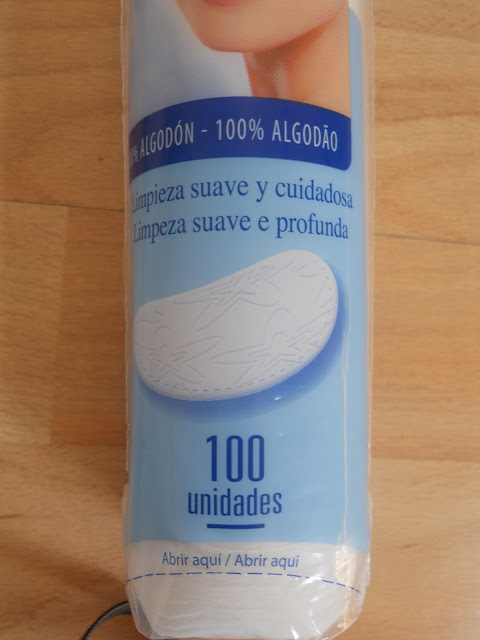 % ALGODÓN - 100% ALGODÃO
Limpieza suave y cuidadosa
Limpeza suave e profunda
100
unidades
Abrir aquí / Abrir aqui